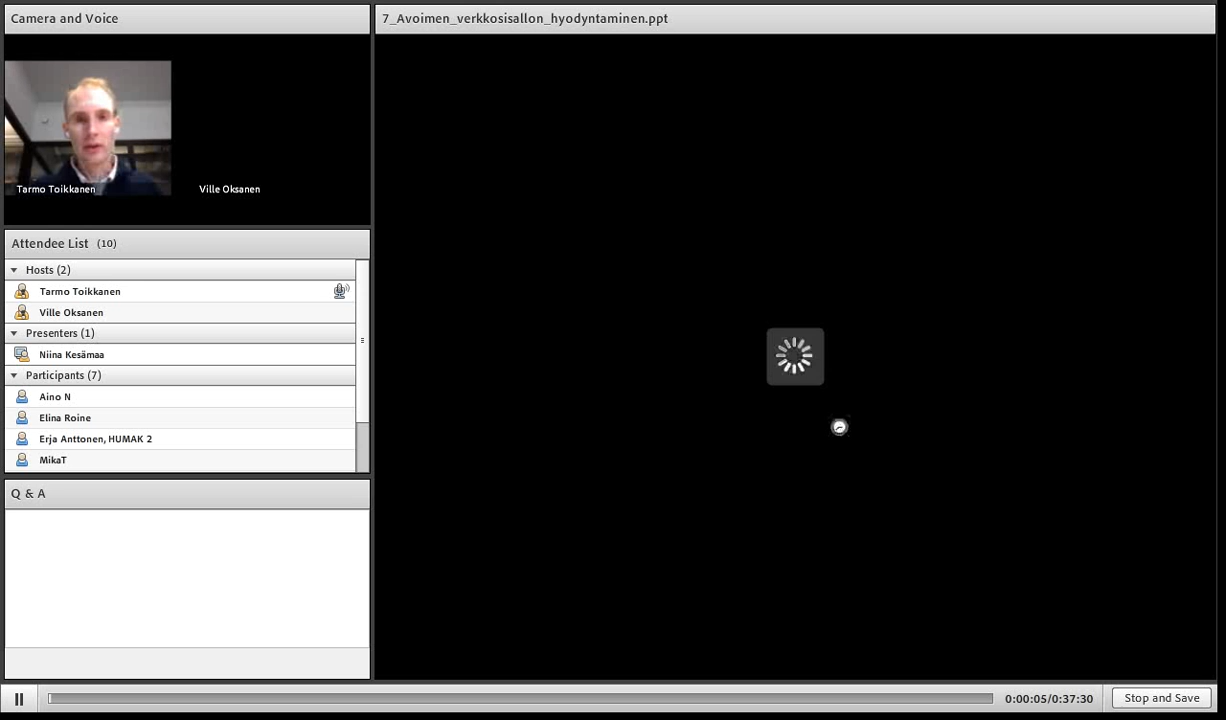 Camera and Voice
Tarmo Toikkanen
Ville Oksanen
Attendee List (10)
Hosts (2)
Tarmo Toikkanen
Ville Oksanen
Presenters (1)
Niina Kesämaa
Participants (7)
Aino N
Elina Roine
Erja Anttonen, HUMAK 2
MikaT
Q & A
7_Avoimen_verkkosisallon_hyodyntaminen.ppt
0:00:05/0:37:30
Stop and Save